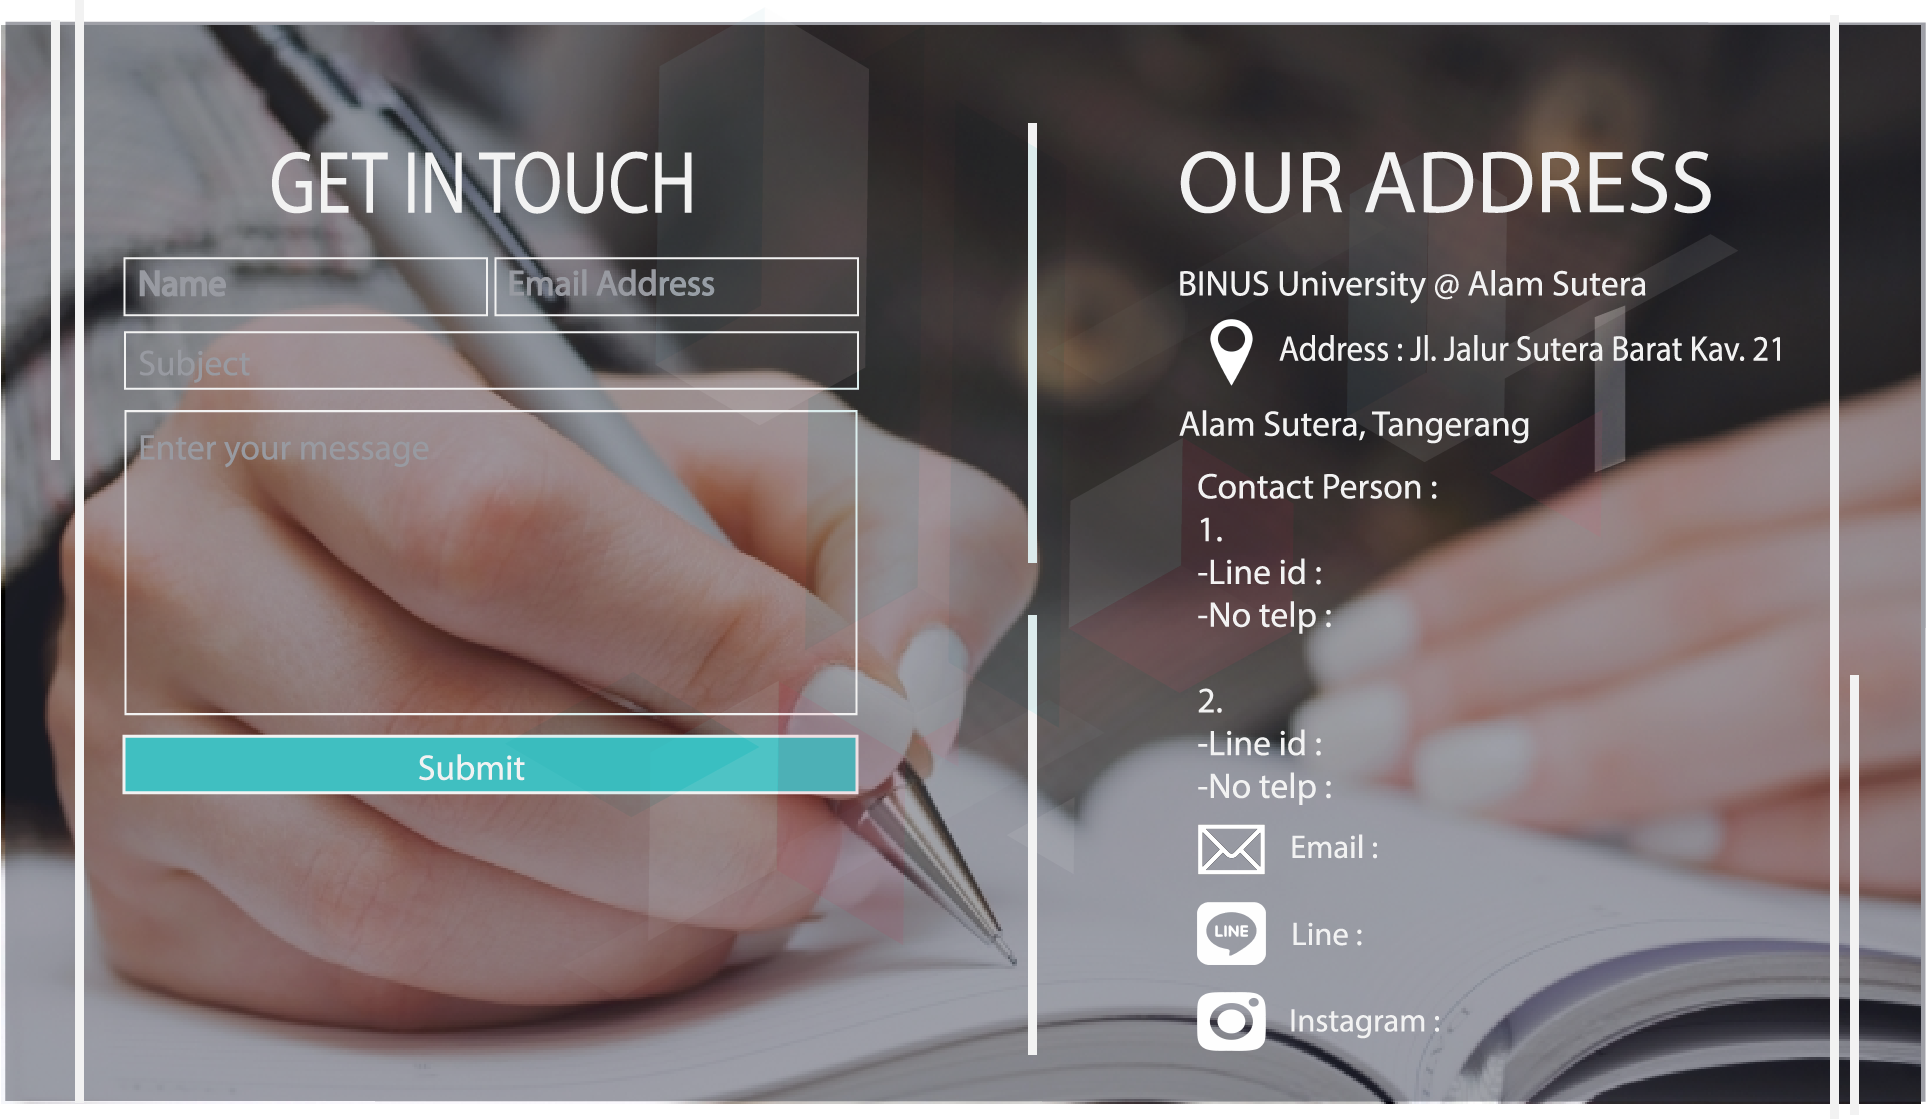 GET IN TOUCH
Name
Email Address
Subject
Enter your message
Submit
OUR ADDRESS
BINUS University @ Alam Sutera
Address : Jl. Jalur Sutera Barat Kav. 21
Alam Sutera, Tangerang
Contact Person :
1.
-Line id :
-No telp :
2.
-Line id :
-No telp :
Email :
LINE
Line :
Instagram :